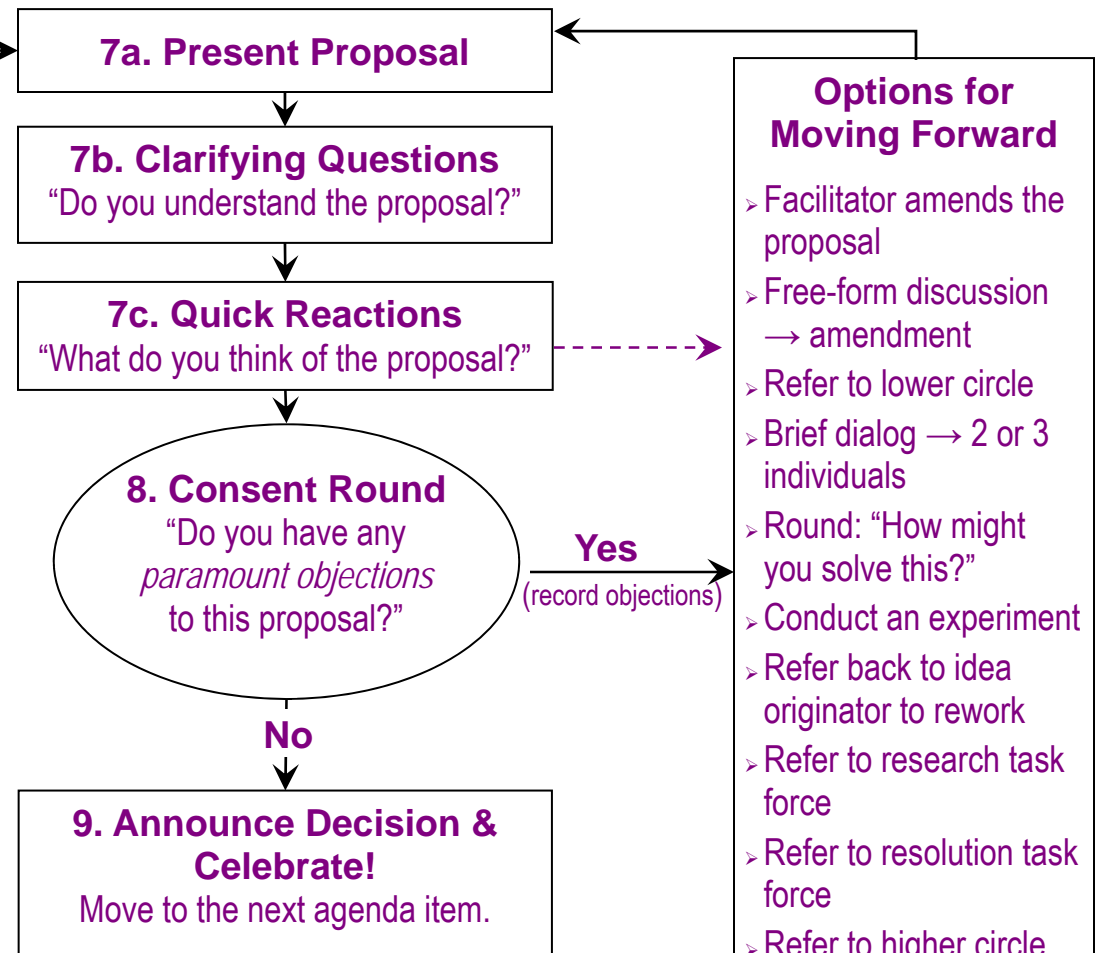 7a. Present Proposal
7b. Clarifying Questions
“Do you understand the proposal?”
7c. Quick Reactions
“What do you think of the proposal?”
8. Consent Round
“Do you have any
paramount objections
to this proposal?”
Yes
(record objections)
No
9. Announce Decision &
Celebrate!
Move to the next agenda item.
Options for
Moving Forward
➢ Facilitator amends the
proposal
➢ Free-form discussion
→ amendment
➢ Refer to lower circle
➢ Brief dialog → 2 or 3
individuals
➢ Round: “How might
you solve this?”
➢ Conduct an experiment
➢ Refer back to idea
originator to rework
➢ Refer to research task
force
➢ Refer to resolution task
force
➢ Refer to higher circle